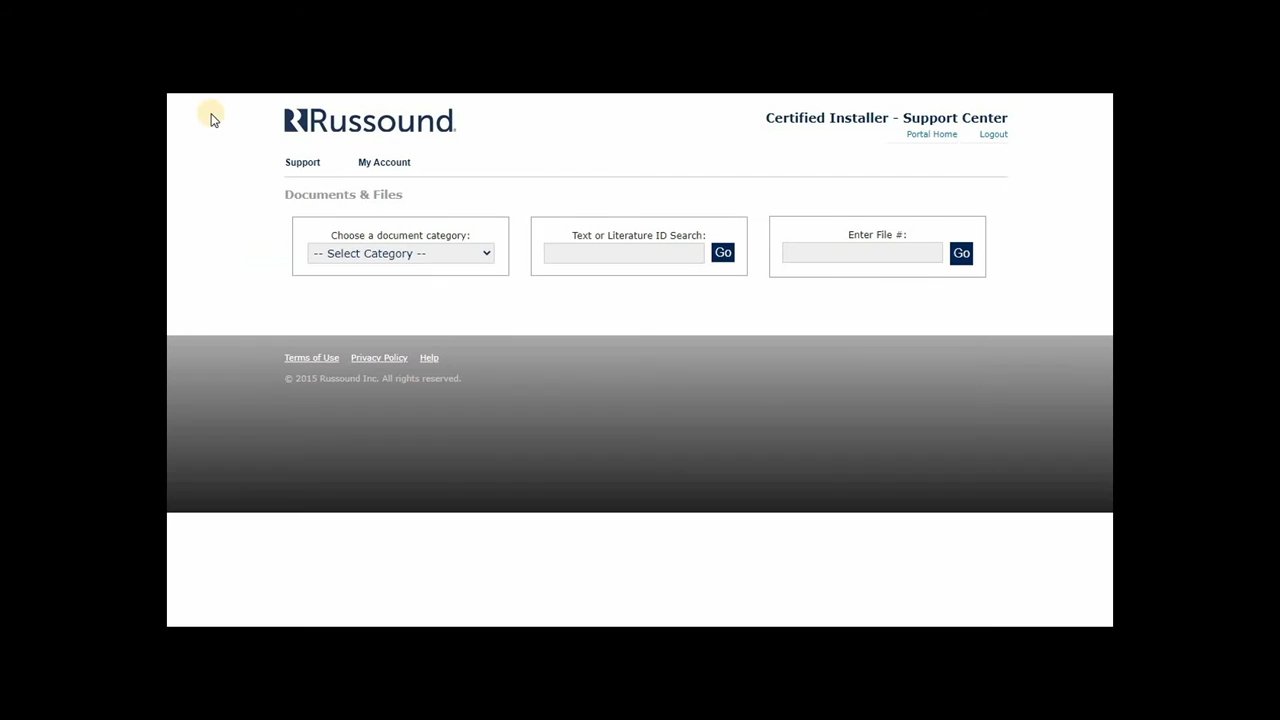 Russound
Certified Installer - Support Center
Portal Home Logout
Support My Account
Documents & Files
Choose a document category:
-- Select Category --
Text or Literature ID Search:
Go
Enter File #:
Go
Terms of Use Privacy Policy Help
© 2015 Russound Inc. All rights reserved.